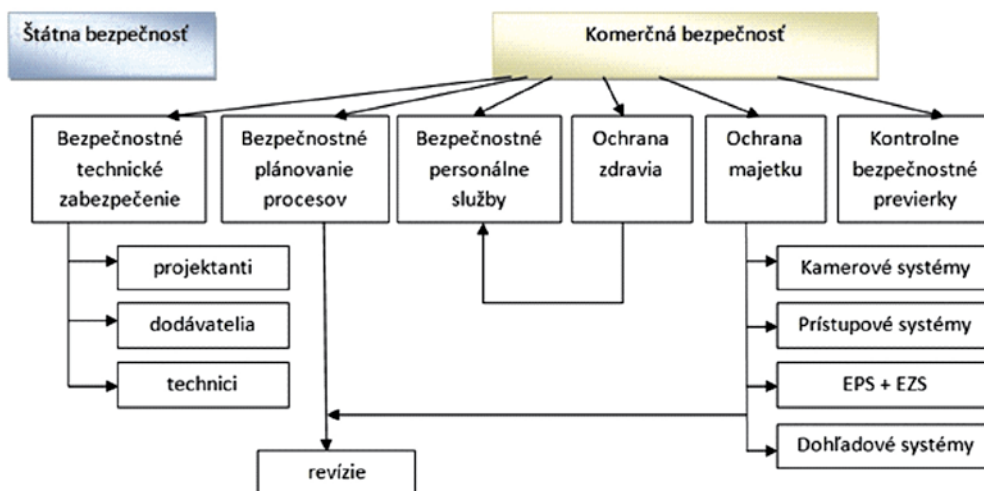 Štátna bezpečnosť
Komerčná bezpečnosť
Bezpečnostné
technické
zabezpečenie
Bezpečnostné
plánovanie
procesov
Bezpečnostné
personálne
služby
Ochrana
zdravia
Ochrana
majetku
Kontrolne
bezpečnostné
previerky
projektanti
dodávatelia
technici
revízie
Kamerové systémy
Prístupové systémy
EPS + EZS
Dohľadové systémy